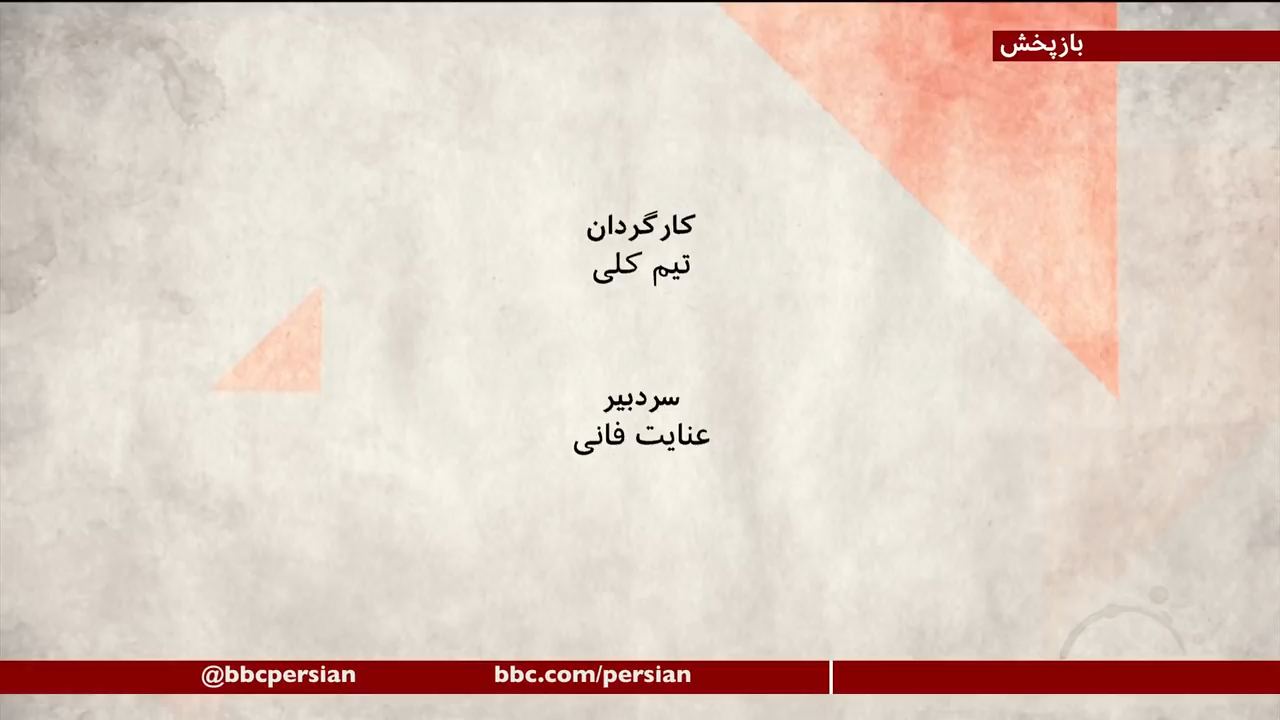 بازپخش
کارگردان
تیم کلی
سردبیر
عنایت فانی
@bbcpersian
bbc.com/persian